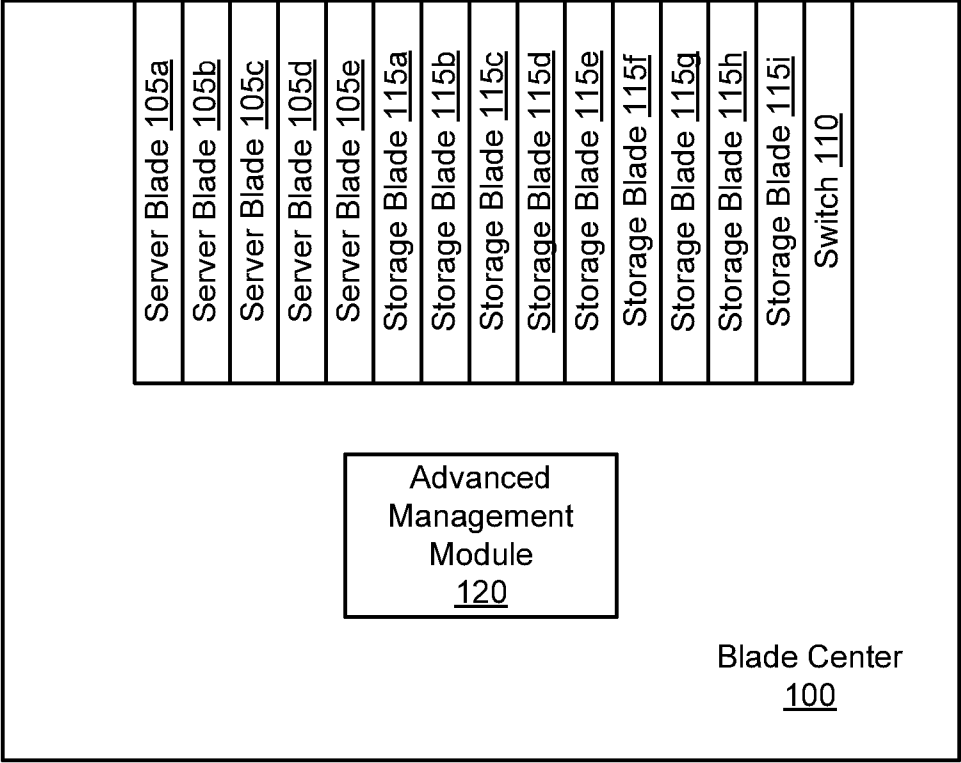 Server Blade 105a
Server Blade 105b
Server Blade 105c
Server Blade 105d
Server Blade 105e
Storage Blade 115a
Storage Blade 115b
Storage Blade 115c
Storage Blade 115d
Storage Blade 115e
Storage Blade 115f
Storage Blade 115g
Storage Blade 115h
Storage Blade 115i
Switch 110
Advanced
Management
Module
120
Blade Center
100